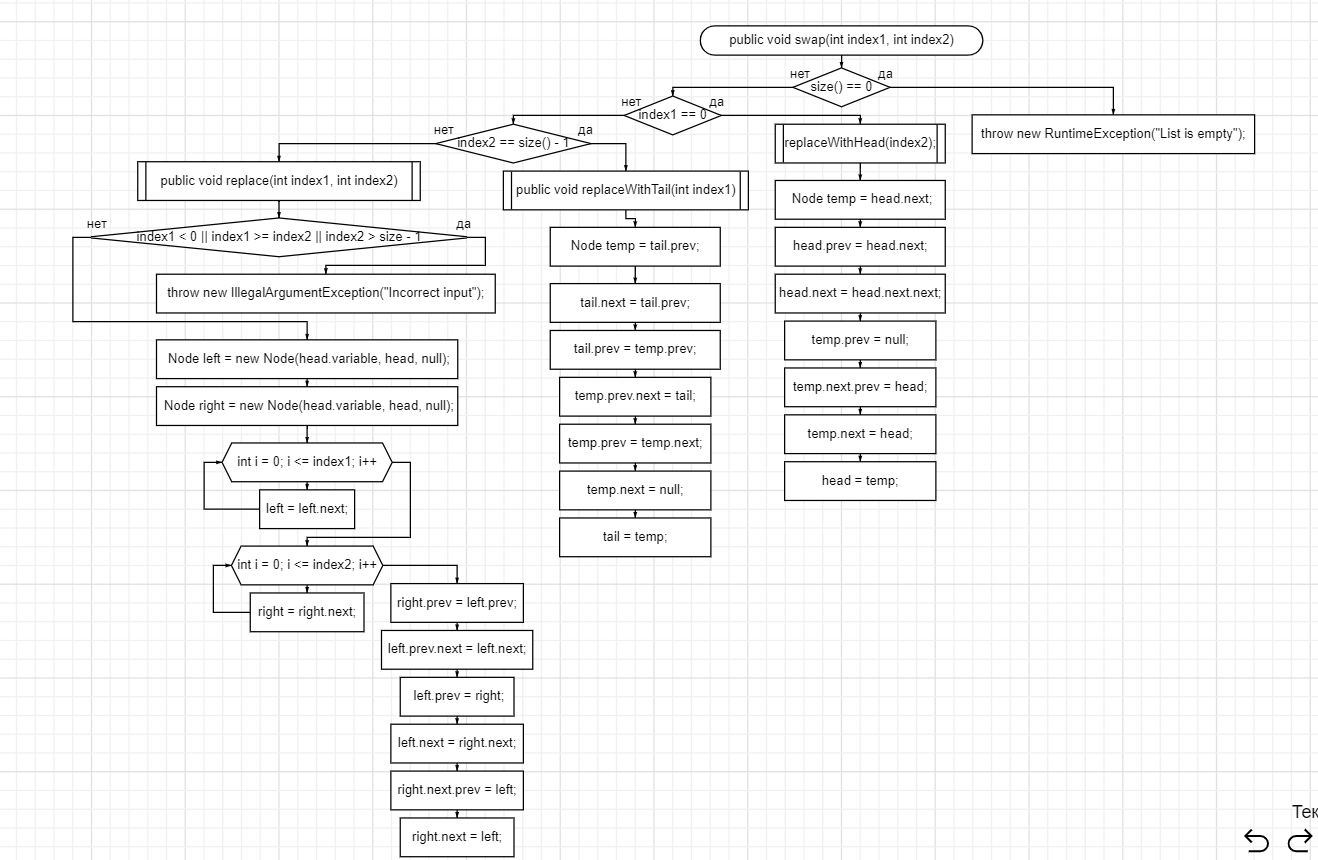 public void swap(int index1, int index2)
нет
да
size() == 0
нет
да
index1 == 0
throw new RuntimeException("List is empty");
нет
да
index2 == size() - 1
replaceWithHead(index2);
public void replace(int index1, int index2)
public void replaceWithTail(int index1)
Node temp = head.next;
нет
да
index1 < 0 || index1 >= index2 || index2 > size - 1
Node temp = tail.prev;
head.prev = head.next;
throw new IllegalArgumentException("Incorrect input");
tail.next = tail.prev;
head.next = head.next.next;
Node left = new Node(head.variable, head, null);
tail.prev = temp.prev;
temp.prev = null;
Node right = new Node(head.variable, head, null);
temp.prev.next = tail;
temp.next.prev = head;
int i = 0; i <= index1; i++
temp.prev = temp.next;
temp.next = head;
left = left.next;
temp.next = null;
head = temp;
tail = temp;
int i = 0; i <= index2; i++
right = right.next;
right.prev = left.prev;
left.prev.next = left.next;
left.prev = right;
left.next = right.next;
right.next.prev = left;
right.next = left;
Тек